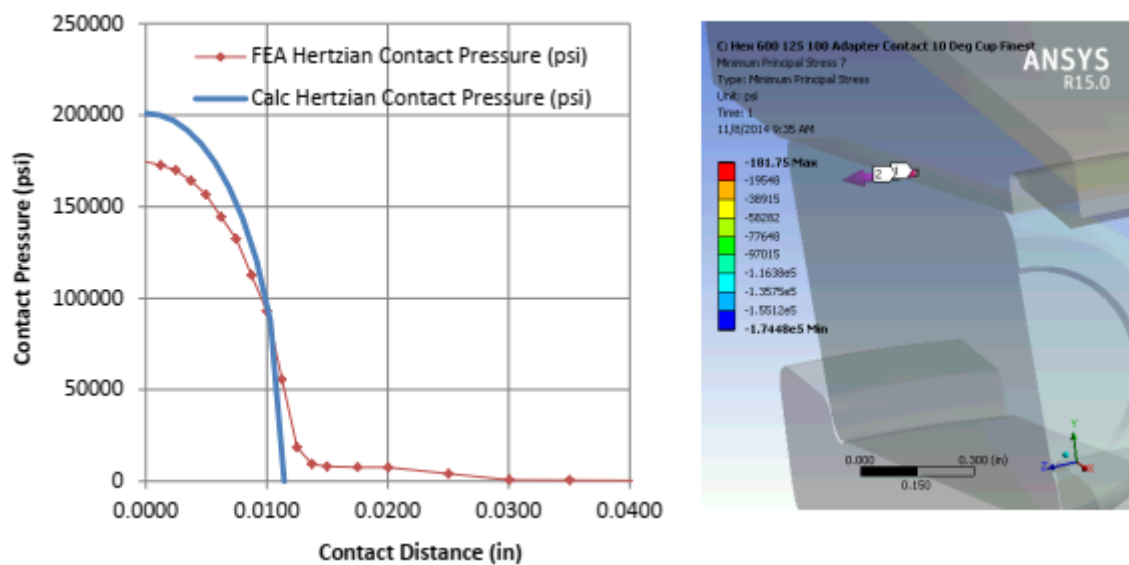 250000
200000
150000
100000
50000
0
0.0000 0.0100 0.0200 0.0300 0.0400
Contact Pressure (psi)
Contact Distance (in)
FEA Hertzian Contact Pressure (psi)
Calc Hertzian Contact Pressure (psi)
C: Hex 600 125 100 Adapter Contact 10 Deg Cup Finest
Minimum Principal Stress 7
Type: Minimum Principal Stress
Unit: psi
Time: 1
11/8/2014 9:35 AM
ANSYS
R15.0
-181.75 Max
-19548
-38915
-58282
-77648
-97015
-1.1638e5
-1.3575e5
-1.5512e5
-1.7448e5 Min
2
0.000 0.300 (in)
0.150
Y
Z
X